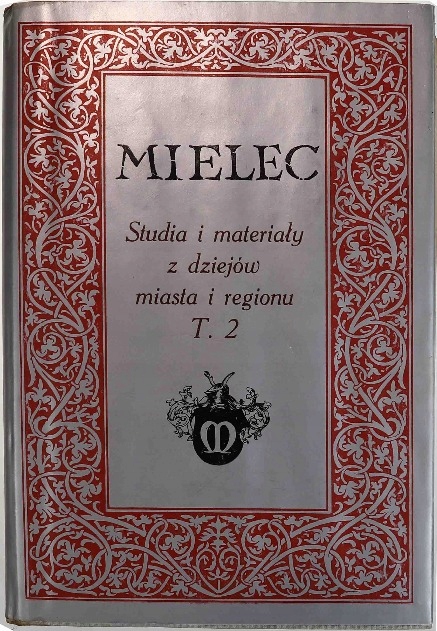 MIELEC
Studia i materiały
z dziejów
miasta i regionu
T. 2
M